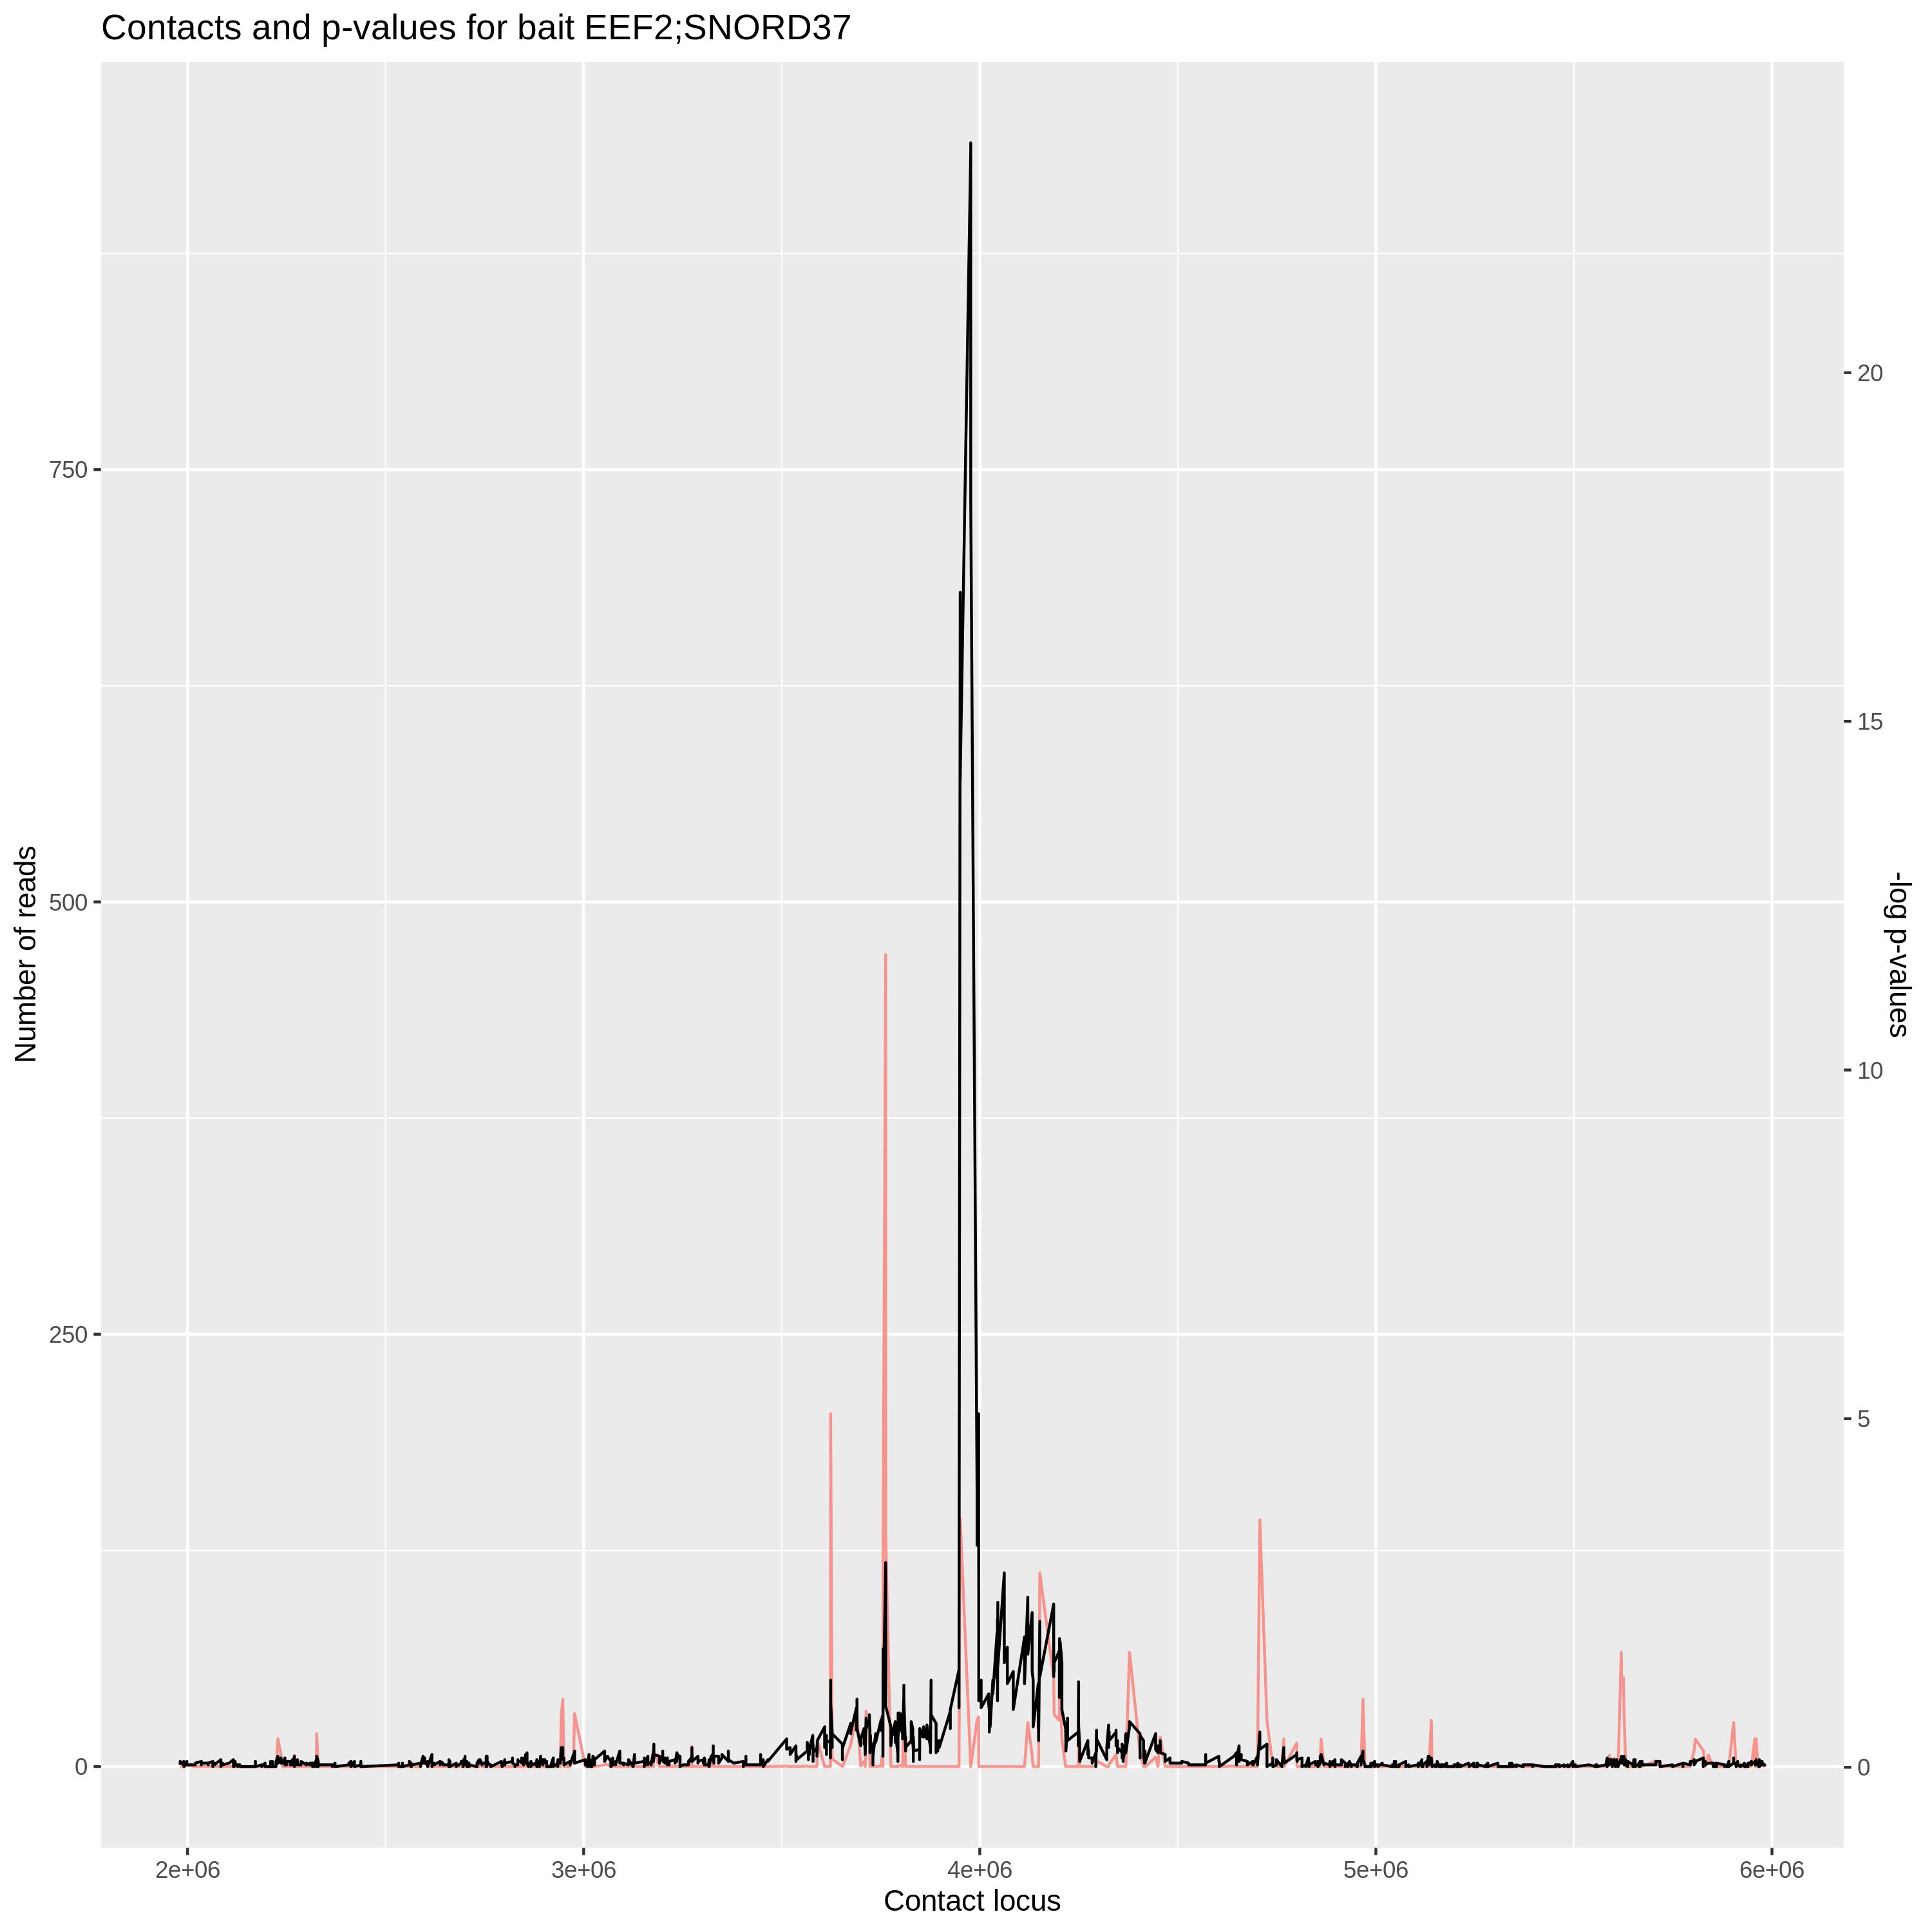 Contacts and p-values for bait EEF2;SNORD37
Number of reads
750
500
250
0
20
15
10
5
0
-log p-values
2e+06
3e+06
4e+06
5e+06
6e+06
Contact locus